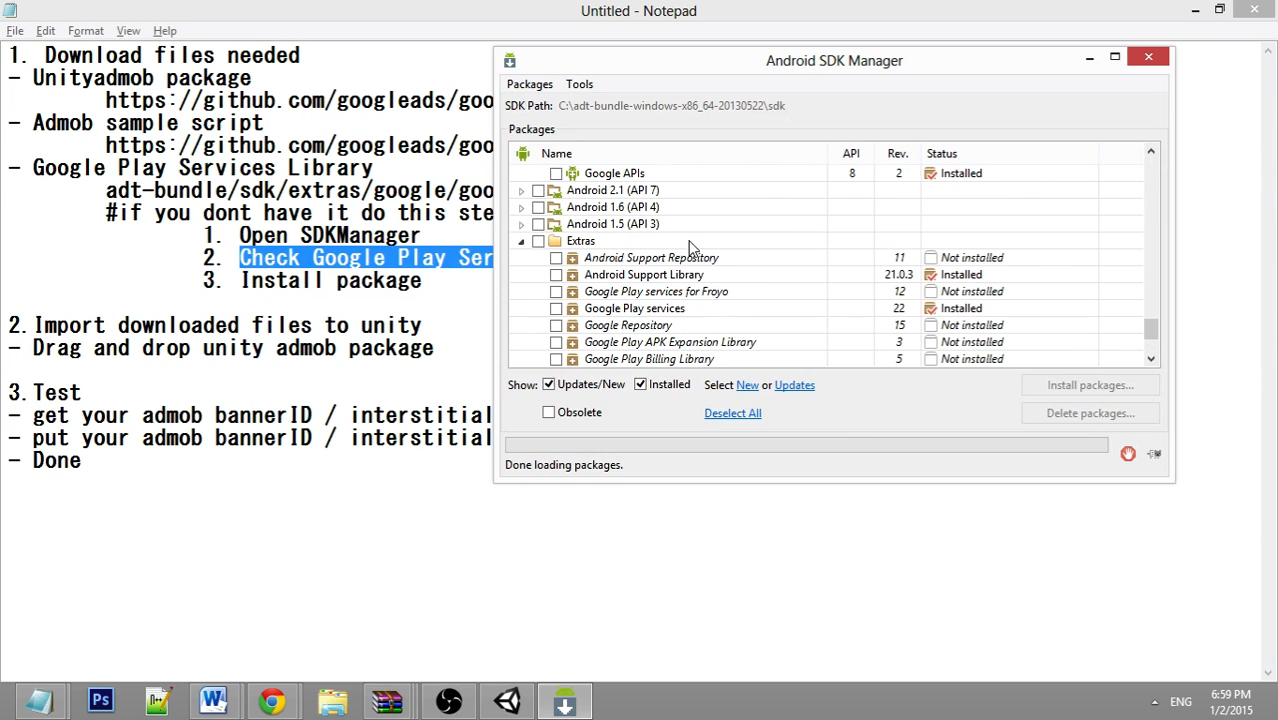 Untitled - Notepad
File Edit Format View Help
1. Download files needed
- Unityadmob package
https://github.com/googleads/goo
- Admob sample script
https://github.com/googleads/goo
- Google Play Services Library
adt-bundle/sdk/extras/google/goo
#if you dont have it do this ste
1. Open SDKManager
2. Check Google Play Ser
3. Install package
2.Import downloaded files to unity
- Drag and drop unity admob package
3.Test
- get your admob bannerID / interstitial
- put your admob bannerID / interstitial
- Done
Android SDK Manager
Packages Tools
SDK Path: C:\adt-bundle-windows-x86_64-20130522\sdk
Packages
Name API Rev. Status
Google APIs 8 2 Installed
Android 2.1 (API 7)
Android 1.6 (API 4)
Android 1.5 (API 3)
Extras
Android Support Repository 11 Not installed
Android Support Library 21.0.3 Installed
Google Play services for Froyo 12 Not installed
Google Play services 22 Installed
Google Repository 15 Not installed
Google Play APK Expansion Library 3 Not installed
Google Play Billing Library 5 Not installed
Show: Updates/New Installed Select New or Updates Install packages...
Obsolete Deselect All Delete packages...
Done loading packages.
Ps
W
ENG
6:59 PM
1/2/2015